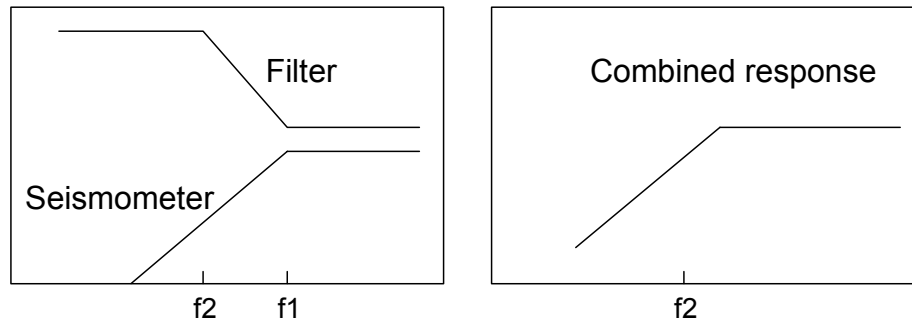 Filter
Seismometer
f2
f1
Combined response
f2